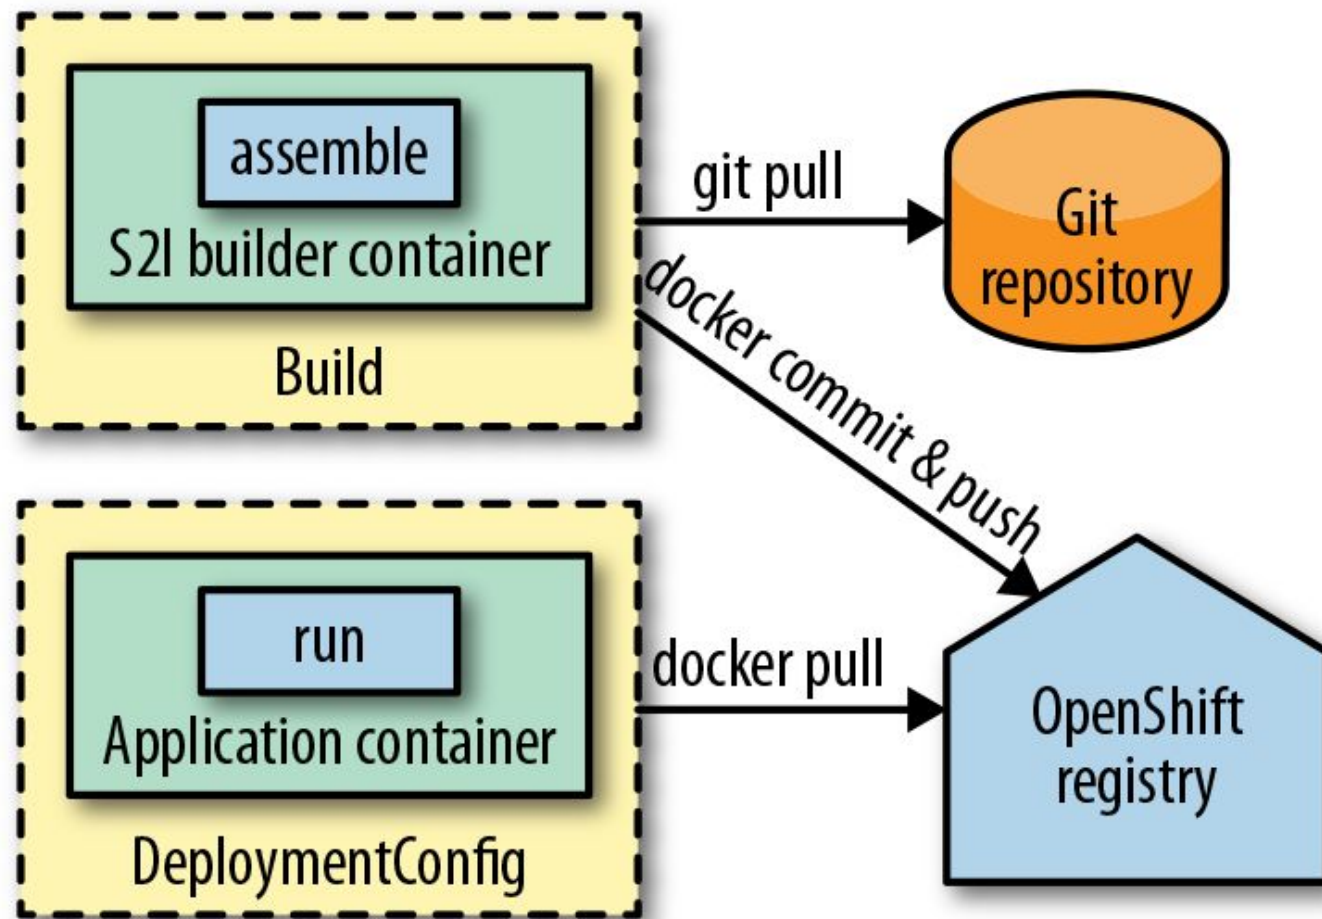 assemble
S2I builder container
Build
git pull
Git
repository
docker commit & push
run
Application container
DeploymentConfig
docker pull
OpenShift
registry